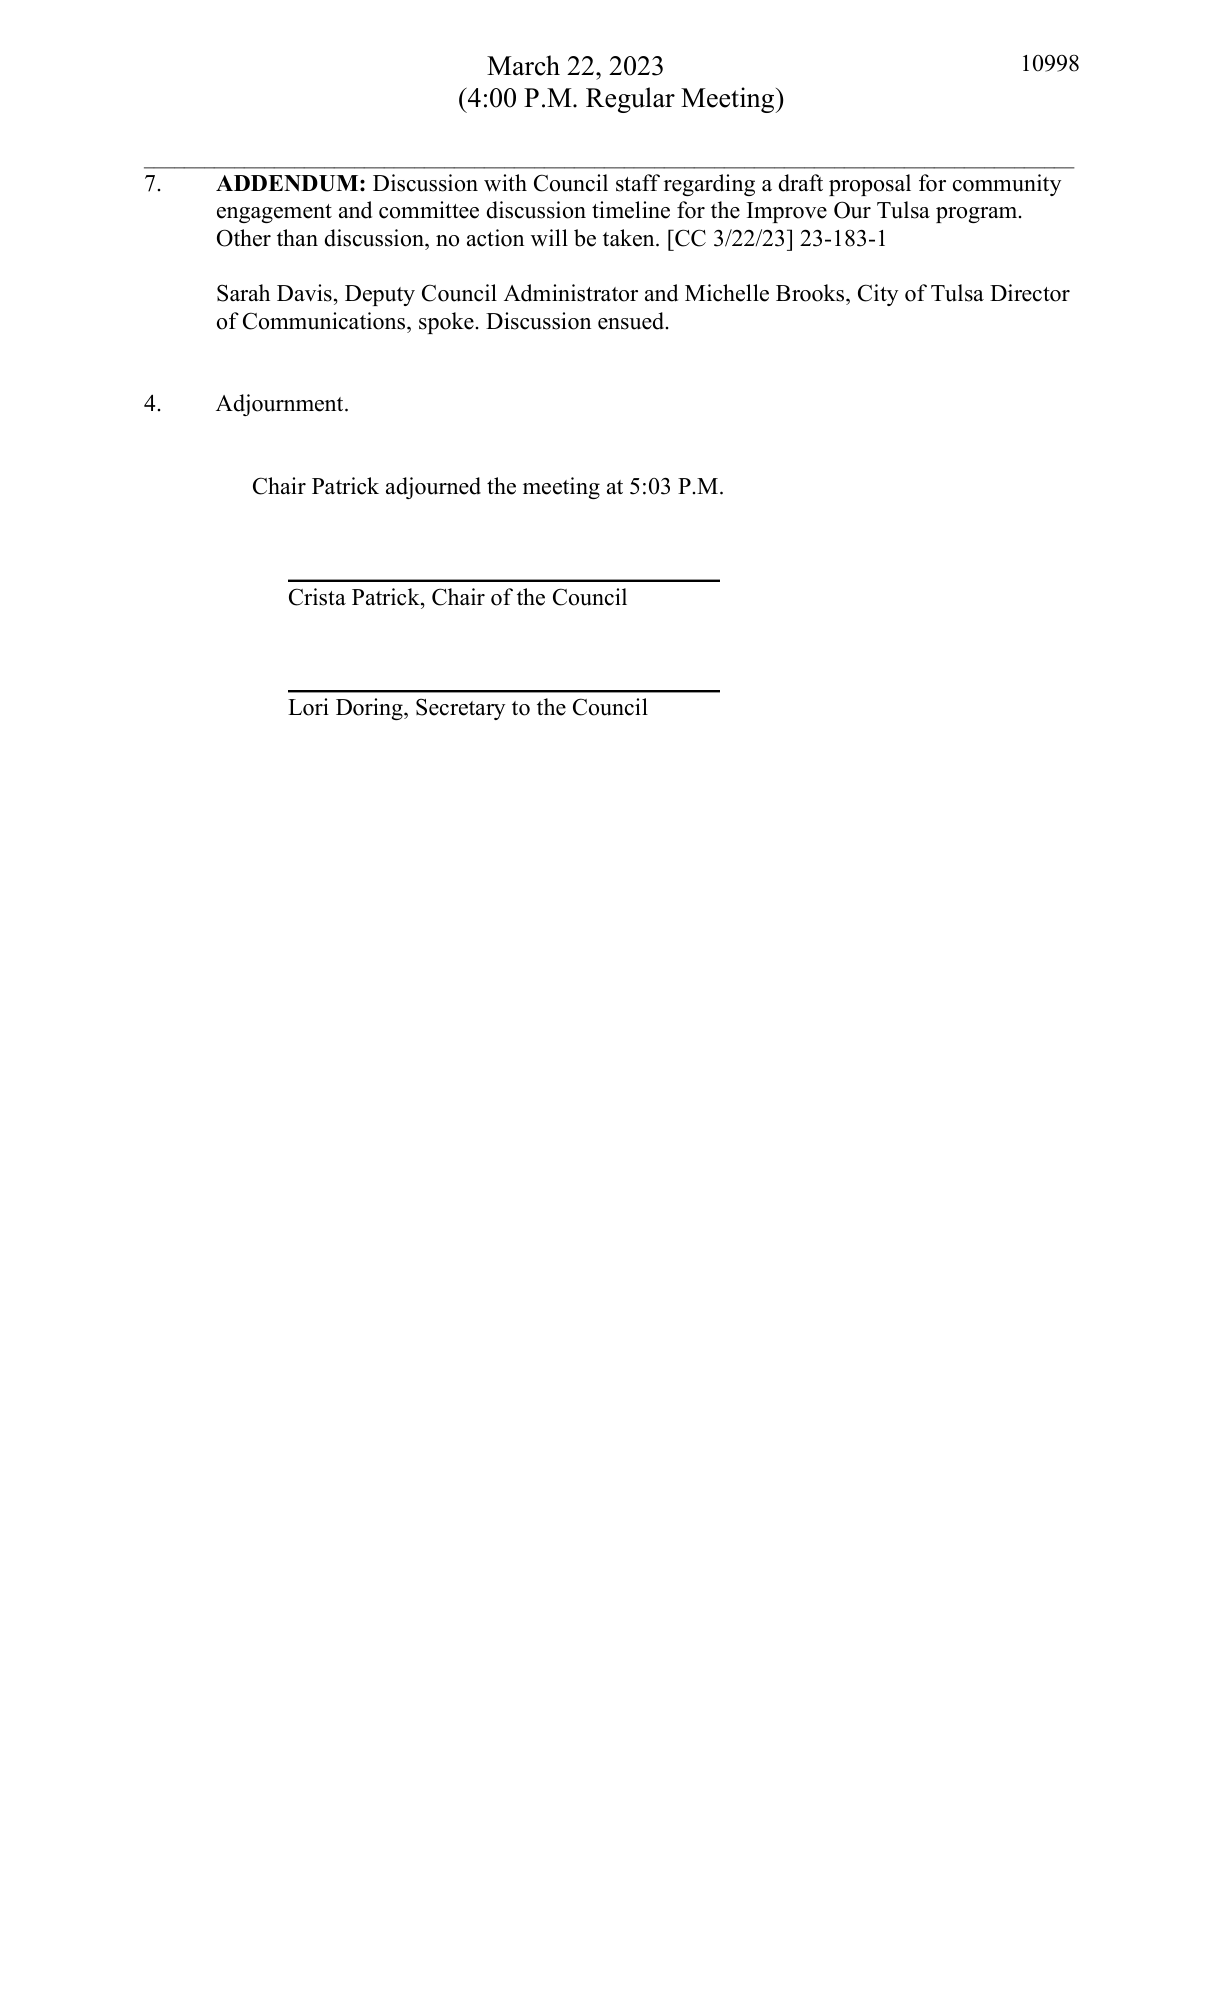 March 22, 2023
10998
(4:00 P.M. Regular Meeting)
7. ADDENDUM: Discussion with Council staff regarding a draft proposal for community
engagement and committee discussion timeline for the Improve Our Tulsa program.
Other than discussion, no action will be taken. [CC 3/22/23] 23-183-1
Sarah Davis, Deputy Council Administrator and Michelle Brooks, City of Tulsa Director
of Communications, spoke. Discussion ensued.
4. Adjournment.
Chair Patrick adjourned the meeting at 5:03 P.M.
Crista Patrick, Chair of the Council
Lori Doring, Secretary to the Council